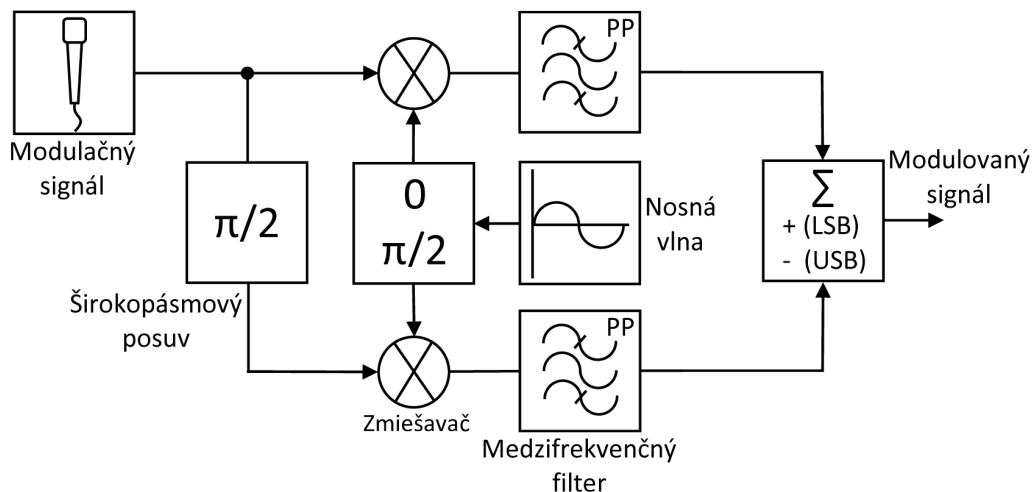 PP
Modulačný
signál
π/2
0
π/2
Nosná
vlna
Σ
+ (LSB)
- (USB)
Modulovaný
signál
Širokopásmový
posuv
PP
Zmiešavač
Medzifrekvenčný
filter